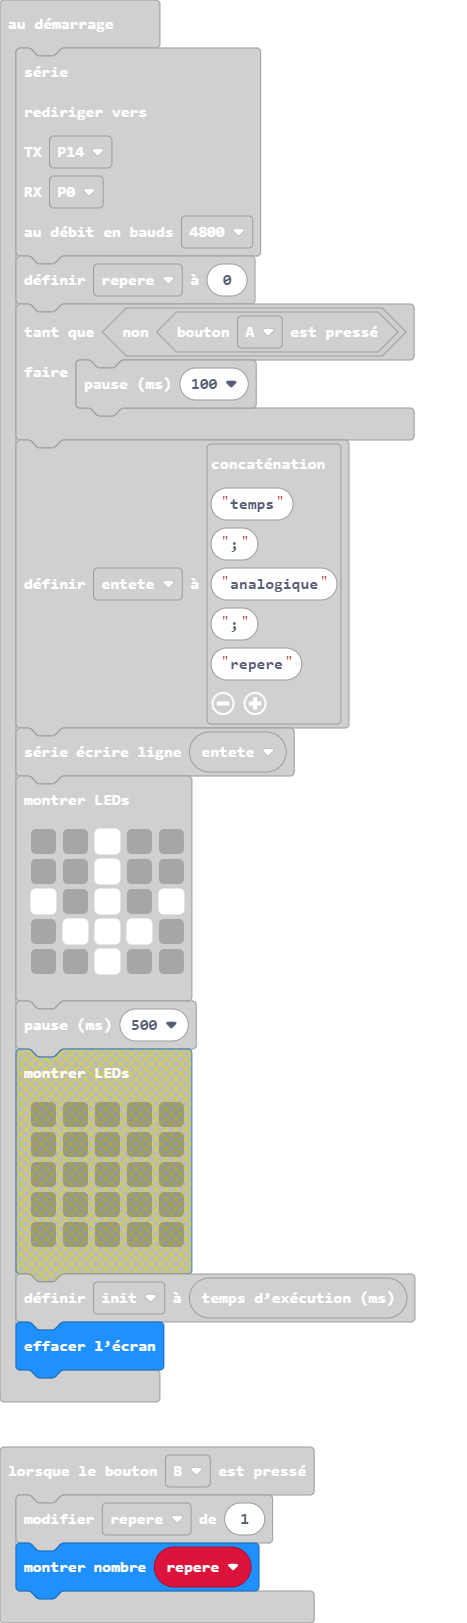 au démarrage
série
rediriger vers
TX P14
RX P0
au débit en bauds 4800
définir repere à 0
tant que non bouton A est pressé
faire pause (ms) 100
concaténation
"temps"
";"
définir entete à "analogique"
";"
"repere"
série écrire ligne entete
montrer LEDs
pause (ms) 500
montrer LEDs
définir init à temps d’exécution (ms)
effacer l’écran
lorsque le bouton B est pressé
modifier repere de 1
montrer nombre repere